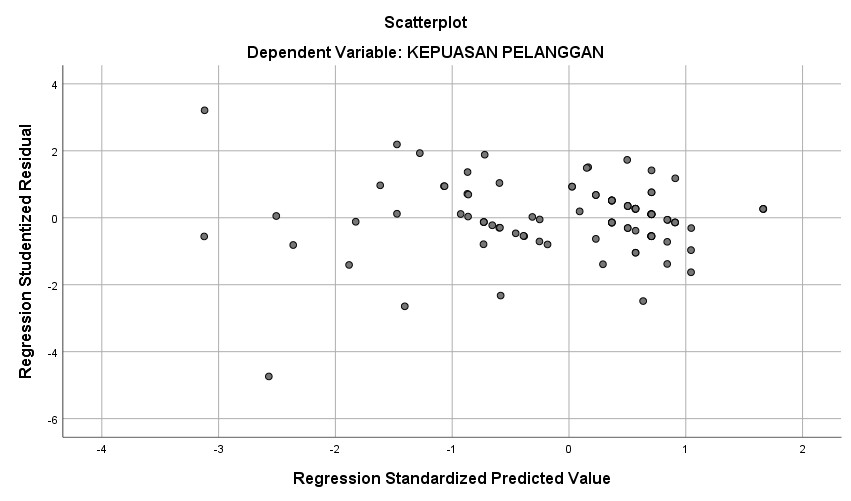 Scatterplot
Dependent Variable: KEPUASAN PELANGGAN
Regression Studentized Residual
4
2
0
-2
-4
-6
-4 -3 -2 -1 0 1 2
Regression Standardized Predicted Value